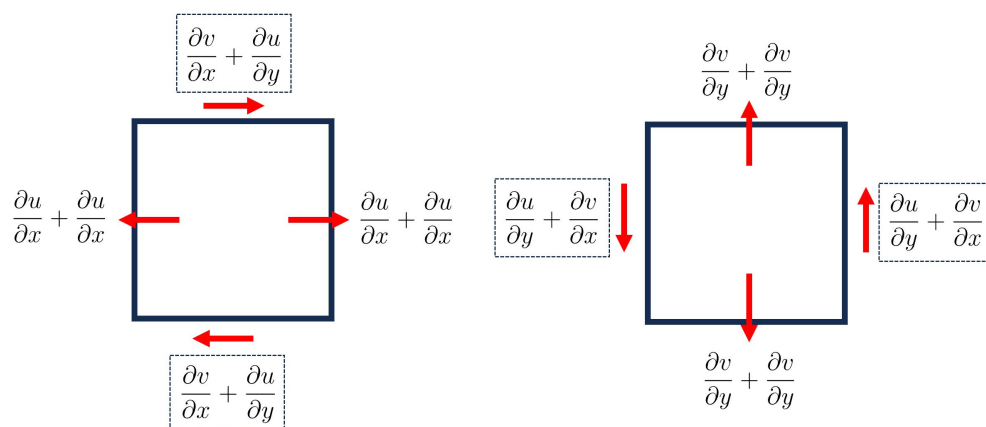 ∂v/∂x + ∂u/∂y
∂u/∂x + ∂u/∂x
∂u/∂x + ∂u/∂x
∂v/∂x + ∂u/∂y
∂v/∂y + ∂v/∂y
∂u/∂y + ∂v/∂x
∂u/∂y + ∂v/∂x
∂v/∂y + ∂v/∂y